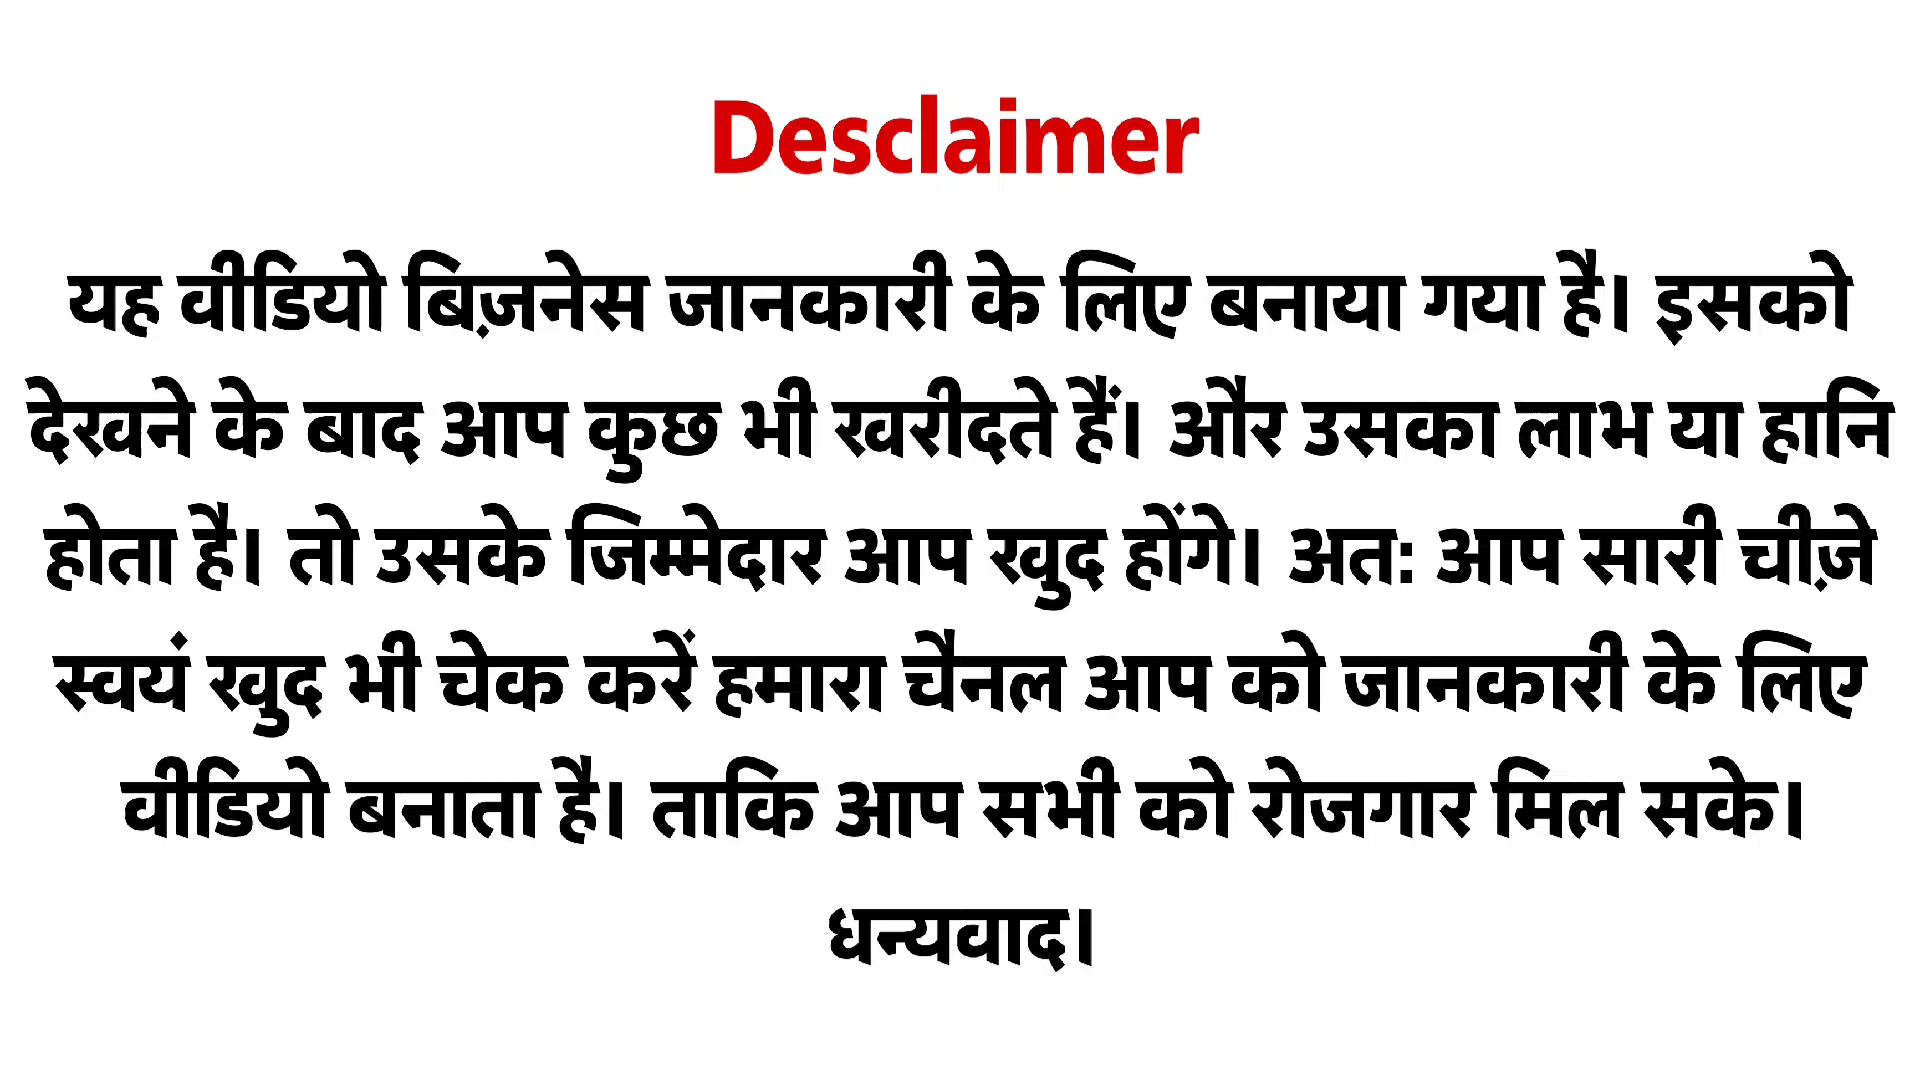 Desclaimer
यह वीडियो बिज़नेस जानकारी के लिए बनाया गया है। इसको
देखने के बाद आप कुछ भी खरीदते हैं। और उसका लाभ या हानि
होता है। तो उसके जिम्मेदार आप खुद होंगे। अतः आप सारी चीज़े
स्वयं खुद भी चेक करें हमारा चैनल आप को जानकारी के लिए
वीडियो बनाता है। ताकि आप सभी को रोजगार मिल सके।
धन्यवाद।